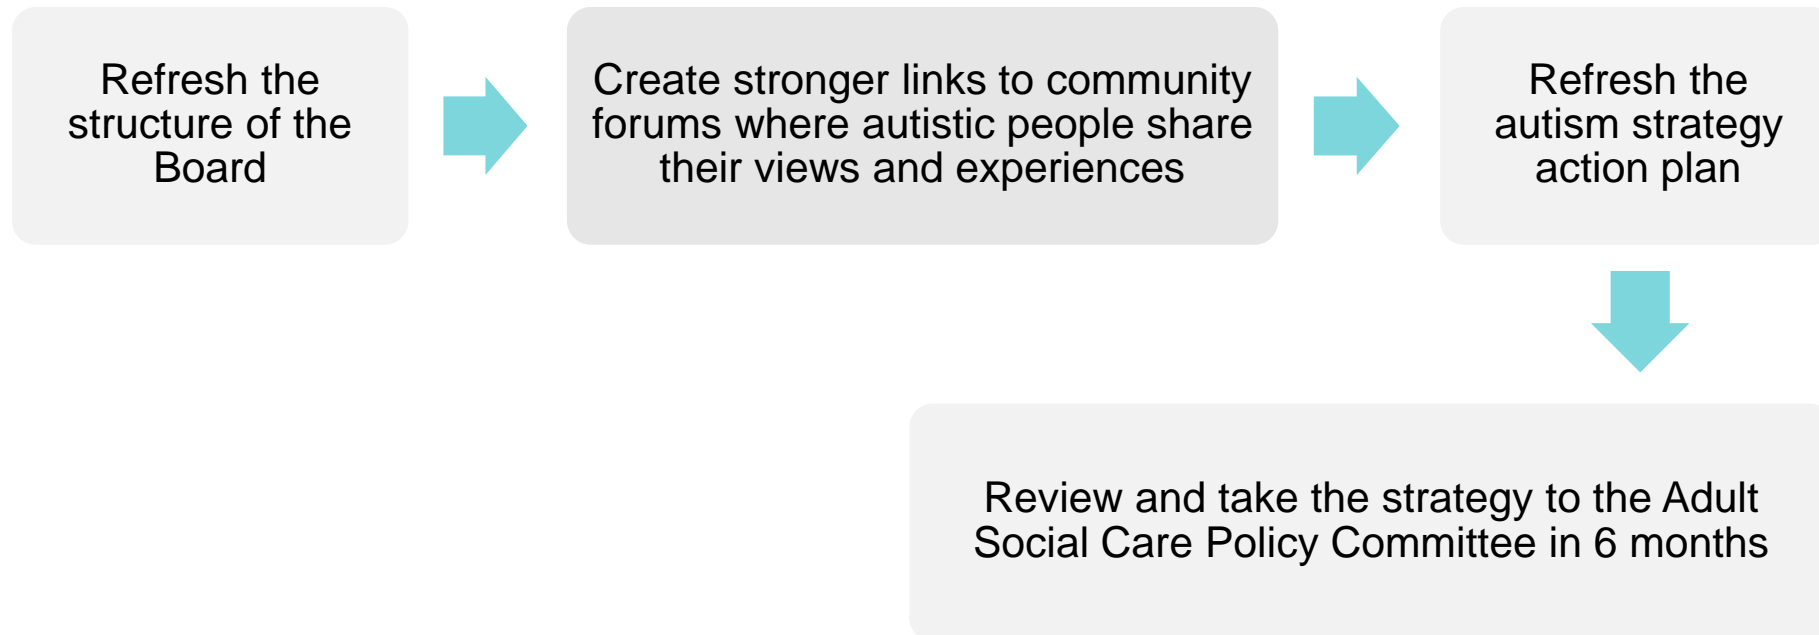 Refresh the
structure of the
Board
Create stronger links to community
forums where autistic people share
their views and experiences
Refresh the
autism strategy
action plan
Review and take the strategy to the Adult
Social Care Policy Committee in 6 months